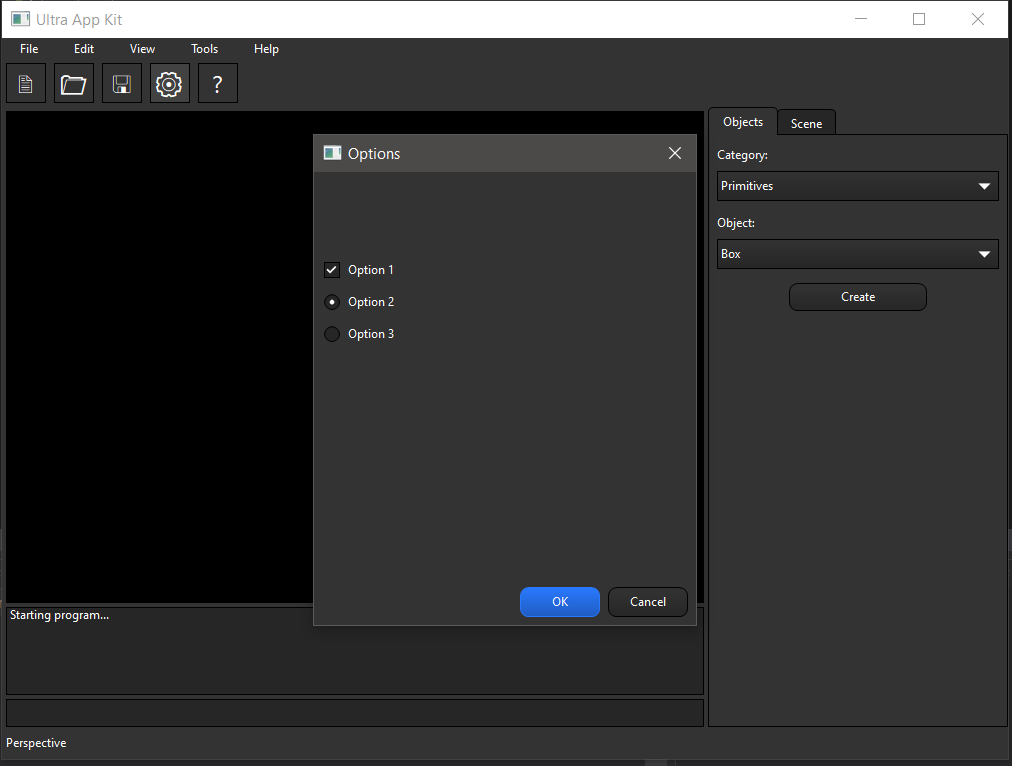 Ultra App Kit
File Edit View Tools Help
?
Objects Scene
Category:
Primitives
Object:
Box
Create
Options
Option 1
Option 2
Option 3
OK Cancel
Starting program...
Perspective